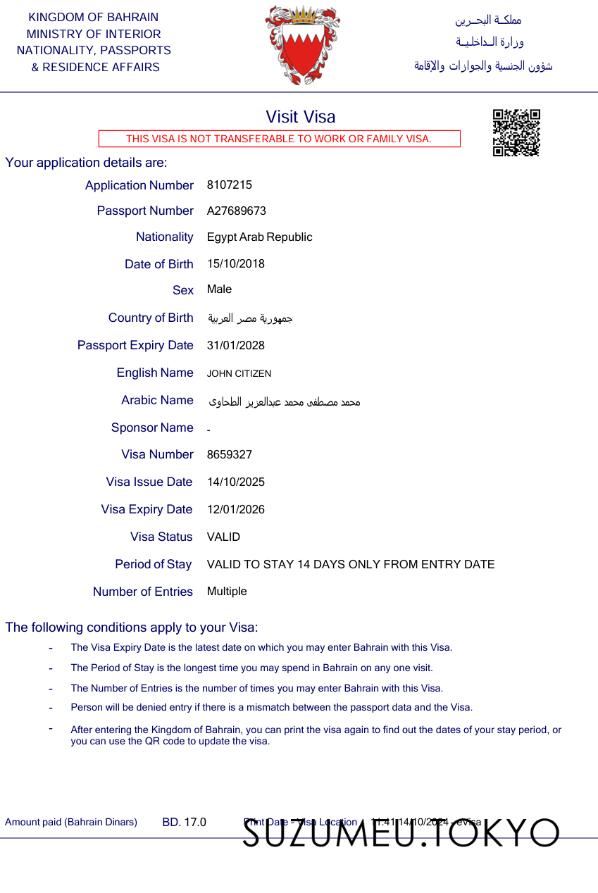 KINGDOM OF BAHRAIN
MINISTRY OF INTERIOR
NATIONALITY, PASSPORTS
& RESIDENCE AFFAIRS
مملكــة البحريــن
وزارة الـداخليـة
شؤون الجنسية والجوازات والإقامة
Visit Visa
THIS VISA IS NOT TRANSFERABLE TO WORK OR FAMILY VISA.
Your application details are:
Application Number 8107215
Passport Number A27689673
Nationality Egypt Arab Republic
Date of Birth 15/10/2018
Sex Male
Country of Birth جمهورية مصر العربية
Passport Expiry Date 31/01/2028
English Name JOHN CITIZEN
Arabic Name محمد مصطفى محمد عبدالعزيز الطحاوى
Sponsor Name -
Visa Number 8659327
Visa Issue Date 14/10/2025
Visa Expiry Date 12/01/2026
Visa Status VALID
Period of Stay VALID TO STAY 14 DAYS ONLY FROM ENTRY DATE
Number of Entries Multiple
The following conditions apply to your Visa:
- The Visa Expiry Date is the latest date on which you may enter Bahrain with this Visa.
- The Period of Stay is the longest time you may spend in Bahrain on any one visit.
- The Number of Entries is the number of times you may enter Bahrain with this Visa.
- Person will be denied entry if there is a mismatch between the passport data and the Visa.
- After entering the Kingdom of Bahrain, you can print the visa again to find out the dates of your stay period, or
you can use the QR code to update the visa.
Amount paid (Bahrain Dinars) BD. 17.0 Print Date - Visa Location 11:41 14/10/2024 - eVisa
SUZUMEU.TOKYO